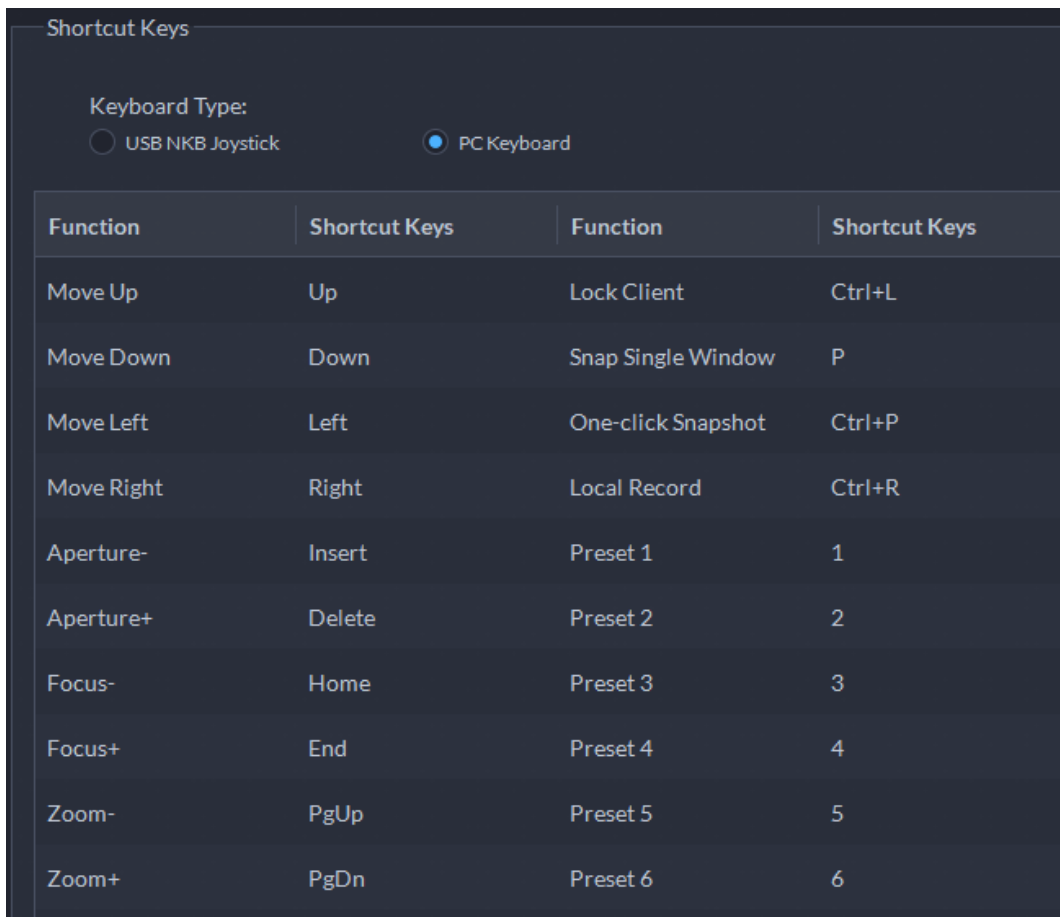 Shortcut Keys
Keyboard Type:
USB NKB Joystick PC Keyboard
Function Shortcut Keys Function Shortcut Keys
Move Up Up Lock Client Ctrl+L
Move Down Down Snap Single Window P
Move Left Left One-click Snapshot Ctrl+P
Move Right Right Local Record Ctrl+R
Aperture- Insert Preset 1 1
Aperture+ Delete Preset 2 2
Focus- Home Preset 3 3
Focus+ End Preset 4 4
Zoom- PgUp Preset 5 5
Zoom+ PgDn Preset 6 6